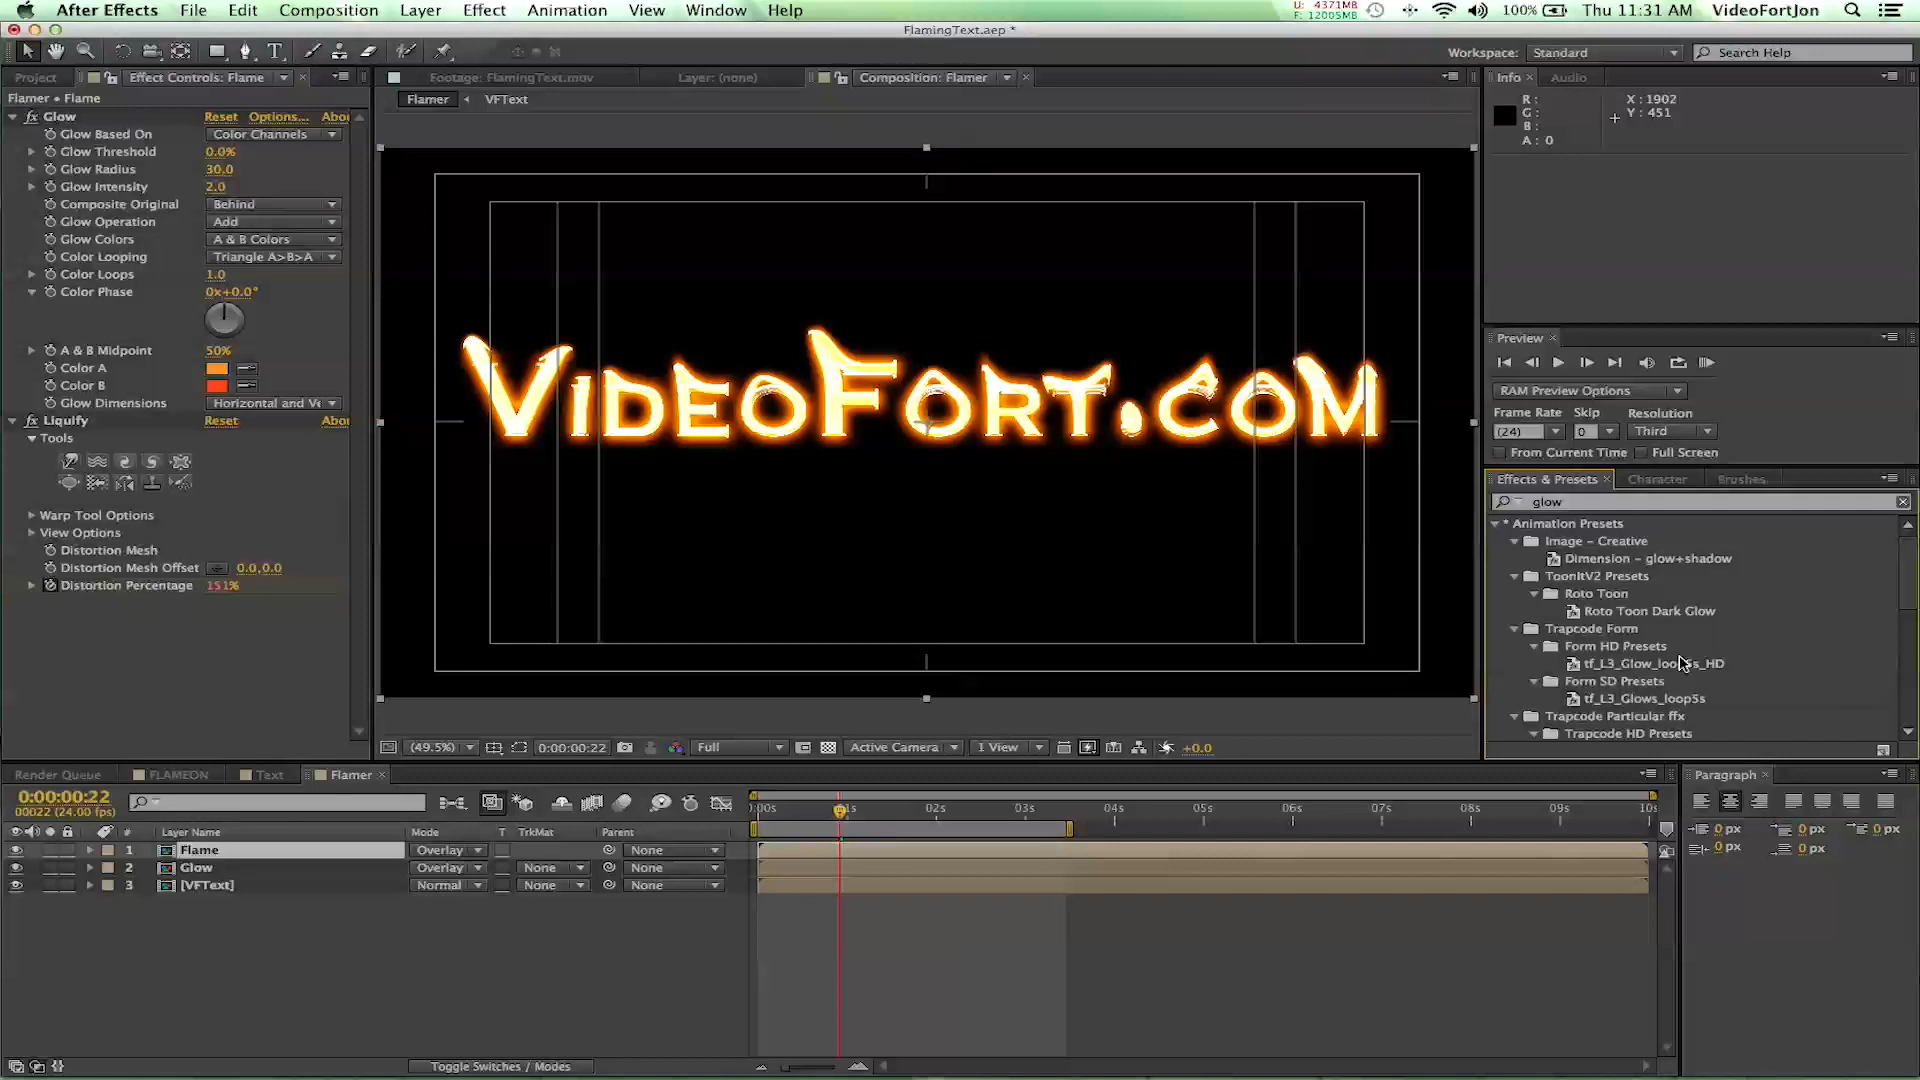 After Effects File Edit Composition Layer Effect Animation View Window Help U: 4371MB F: 12005MB 100% Thu 11:31 AM VideoFortJon
FlamingText.aep *
Workspace: Standard Search Help
Project Effect Controls: Flame Footage: FlamingText.mov Layer: (none) Composition: Flamer Info Audio
Flamer • Flame
Flamer VFText
R: G: B: A: 0
X: 1902 Y: 451
fx Glow Reset Options... Abou
Glow Based On Color Channels
Glow Threshold 0.0%
Glow Radius 30.0
Glow Intensity 2.0
Composite Original Behind
Glow Operation Add
Glow Colors A & B Colors
Color Looping Triangle A>B>A
Color Loops 1.0
Color Phase 0x+0.0°
A & B Midpoint 50%
Color A
Color B
Glow Dimensions Horizontal and Ve
fx Liquify Reset Abou
Tools
Warp Tool Options
View Options
Distortion Mesh
Distortion Mesh Offset 0.0,0.0
Distortion Percentage 151%
VideoFort.com
Preview
RAM Preview Options
Frame Rate Skip Resolution
(24) 0 Third
From Current Time Full Screen
Effects & Presets Character Brushes
glow
* Animation Presets
Image – Creative
Dimension – glow+shadow
ToonItV2 Presets
Roto Toon
Roto Toon Dark Glow
Trapcode Form
Form HD Presets
Form SD Presets
tf_L3_Glows_loop5s
Trapcode Particular ffx
Trapcode HD Presets
(49.5%) 0:00:00:22 Full Active Camera 1 View +0.0
Render Queue FLAMEON Text Flamer Paragraph
0:00:00:22
00022 (24.00 fps)
):00s 1s 02s 03s 04s 05s 06s 07s 08s 09s 10s
# Layer Name Mode T TrkMat Parent
1 Flame Overlay None
2 Glow Overlay None None
3 [VFText] Normal None None
0 px 0 px 0 px
0 px 0 px
Toggle Switches / Modes